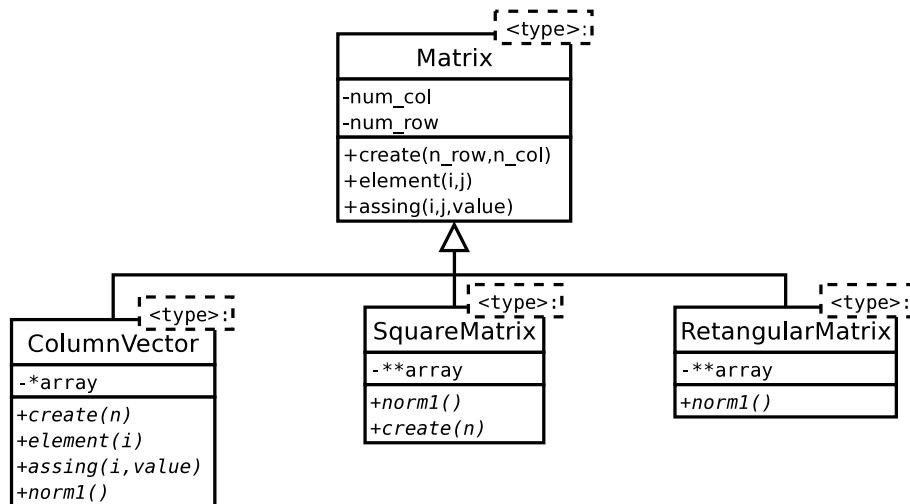 <type>:
Matrix
-num_col
-num_row
+create(n_row,n_col)
+element(i,j)
+assing(i,j,value)
<type>:
ColumnVector
-*array
+create(n)
+element(i)
+assing(i,value)
+norm1()
<type>:
SquareMatrix
-**array
+norm1()
+create(n)
<type>:
RetangularMatrix
-**array
+norm1()